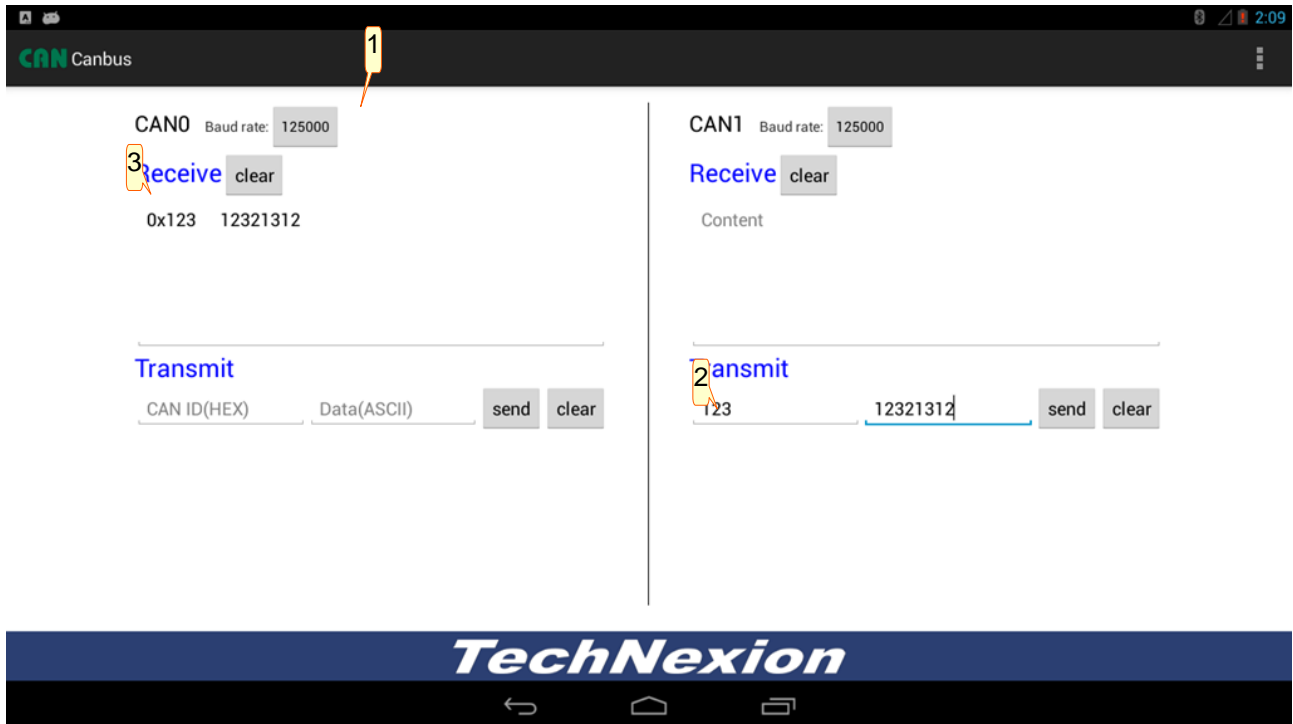 2:09
CAN Canbus
1
CAN0 Baud rate: 125000
3
Receive clear
0x123 12321312
Transmit
CAN ID(HEX) Data(ASCII) send clear
CAN1 Baud rate: 125000
Receive clear
Content
2
Transmit
123 12321312 send clear
TechNexion